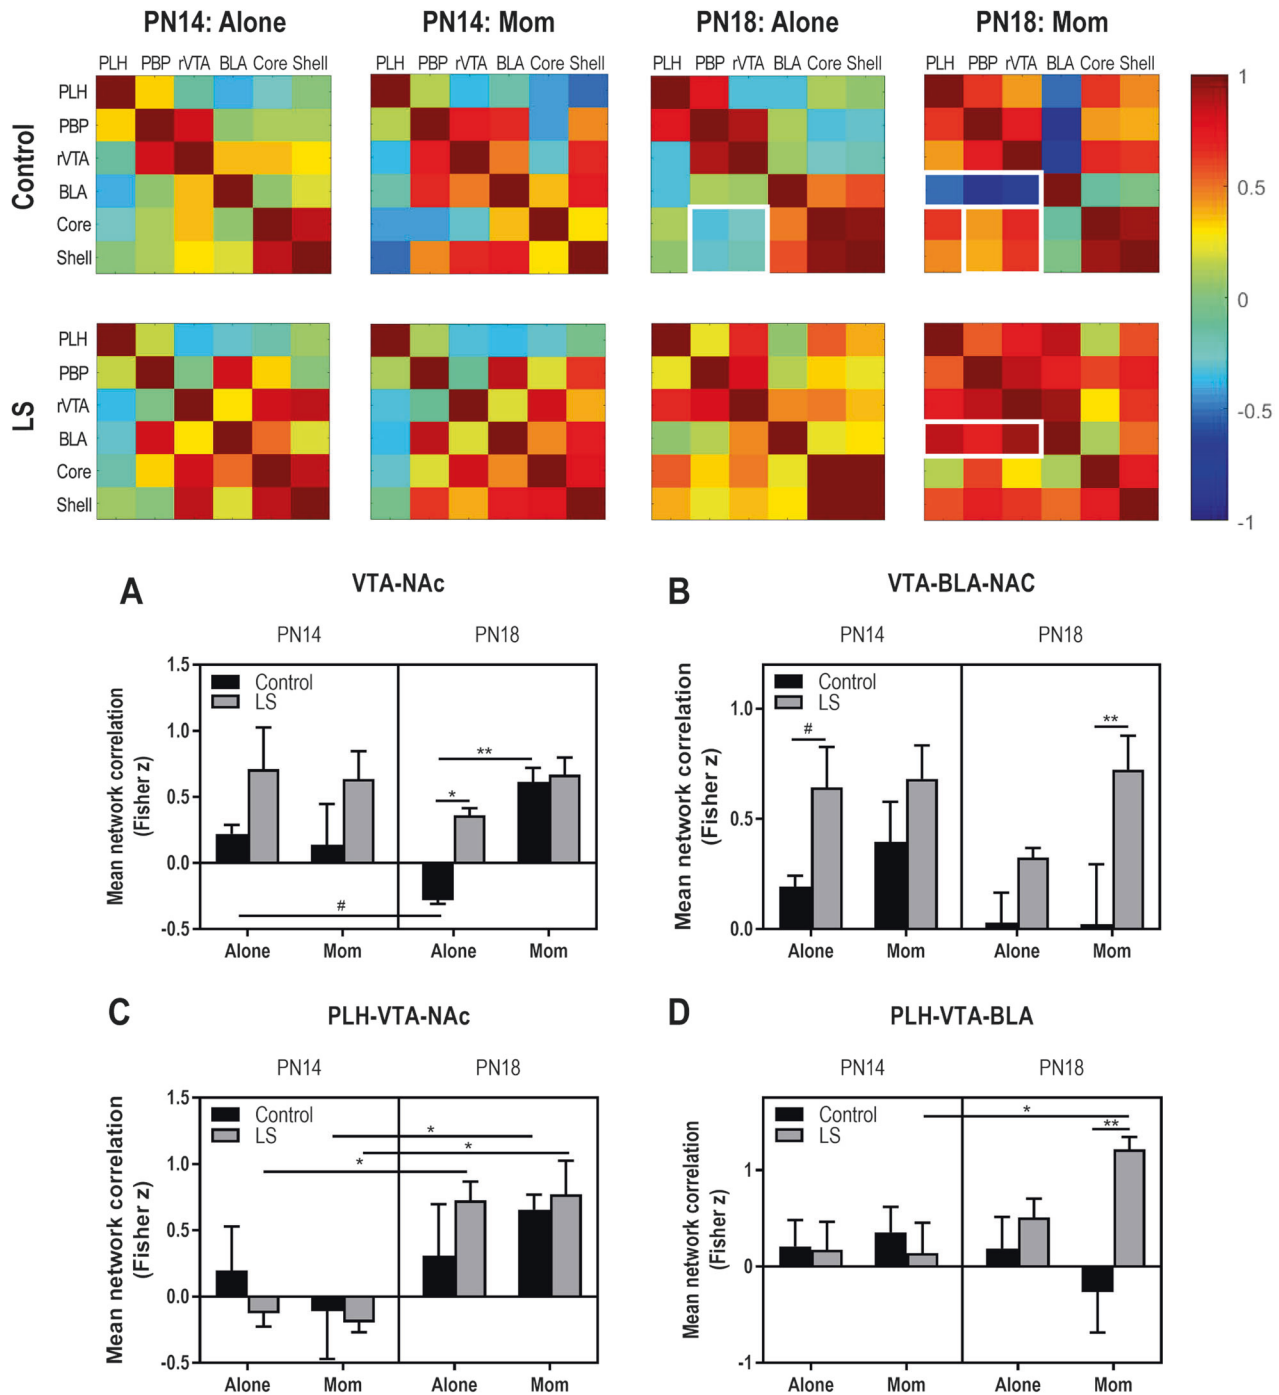 PN14: Alone PN14: Mom PN18: Alone PN18: Mom
PLH PBP rVTA BLA Core Shell PLH PBP rVTA BLA Core Shell PLH PBP rVTA BLA Core Shell PLH PBP rVTA BLA Core Shell
Control
PLH
PBP
rVTA
BLA
Core
Shell
1
0.5
0
-0.5
-1
LS
PLH
PBP
rVTA
BLA
Core
Shell
A VTA-NAc
PN14 PN18
Mean network correlation
(Fisher z)
1.5
1.0
0.5
0.0
-0.5
Control
LS
**
*
#
Alone Mom Alone Mom
B VTA-BLA-NAC
PN14 PN18
Mean network correlation
(Fisher z)
1.0
0.5
0.0
Control
LS
#
**
Alone Mom Alone Mom
C PLH-VTA-NAc
PN14 PN18
Mean network correlation
(Fisher z)
1.5
1.0
0.5
0.0
-0.5
Control
LS
*
*
*
Alone Mom Alone Mom
D PLH-VTA-BLA
PN14 PN18
Mean network correlation
(Fisher z)
1
0
-1
Control
LS
*
**
Alone Mom Alone Mom